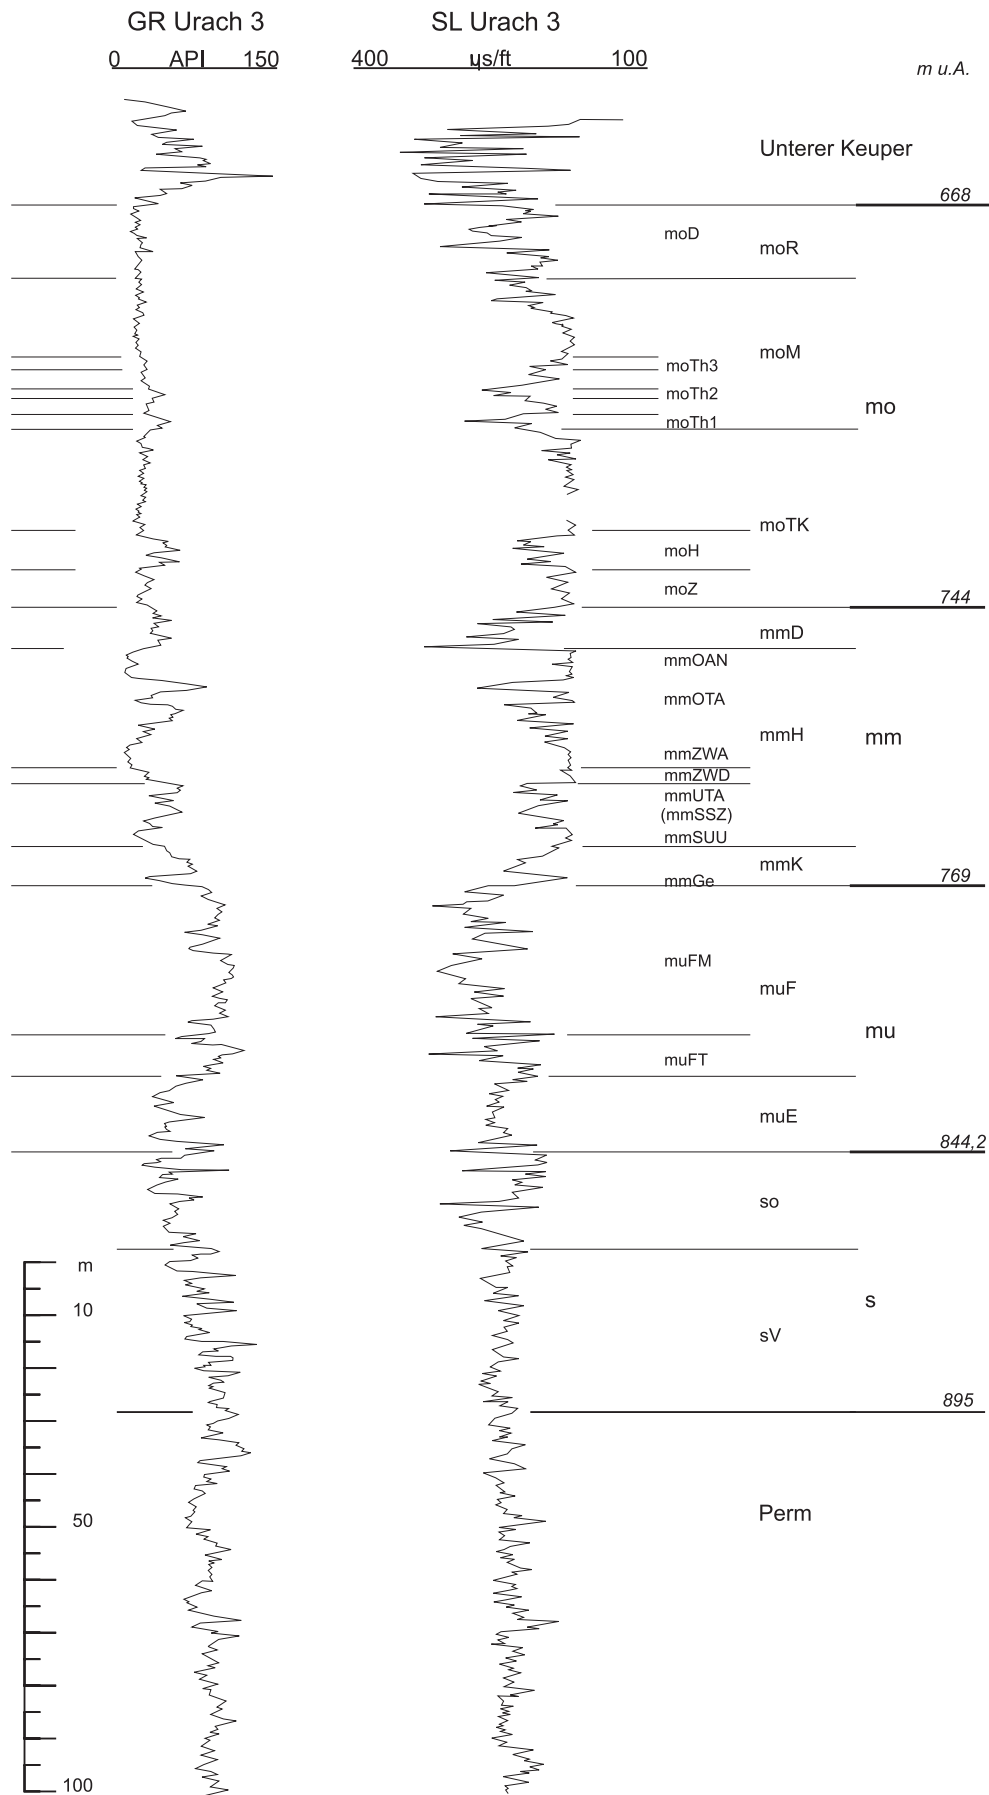 GR Urach 3 SL Urach 3
0 API 150 400 µs/ft 100 m u.A.
Unterer Keuper
668
moD
moR
moM
moTh3
moTh2
mo
moTh1
moTK
moH
moZ
744
mmD
mmOAN
mmOTA
mmH mm
mmZWA
mmZWD
mmUTA
(mmSSZ)
mmSUU
mmK
769
mmGe
muFM
muF
mu
muFT
muE
844,2
so
m
s
10
sV
895
Perm
50
100